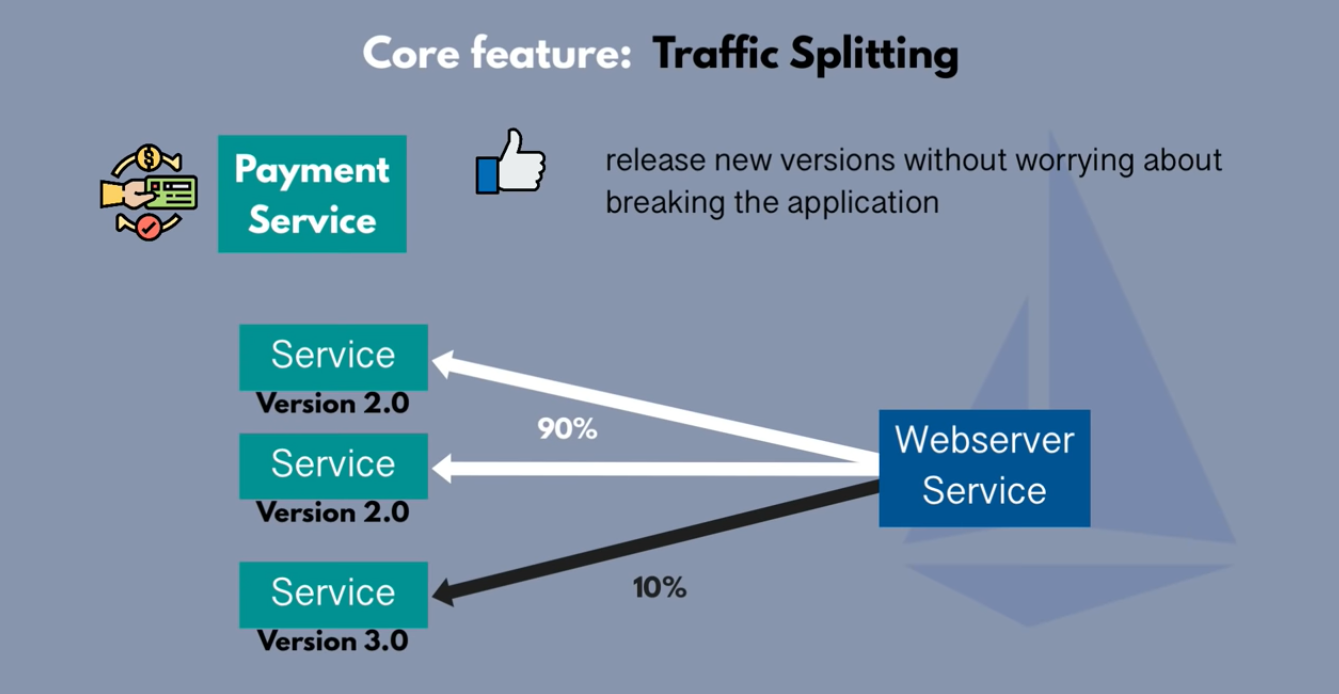 Core feature: Traffic Splitting
Payment
Service
release new versions without worrying about
breaking the application
Service
Version 2.0
90%
Service
Version 2.0
Webserver
Service
10%
Service
Version 3.0